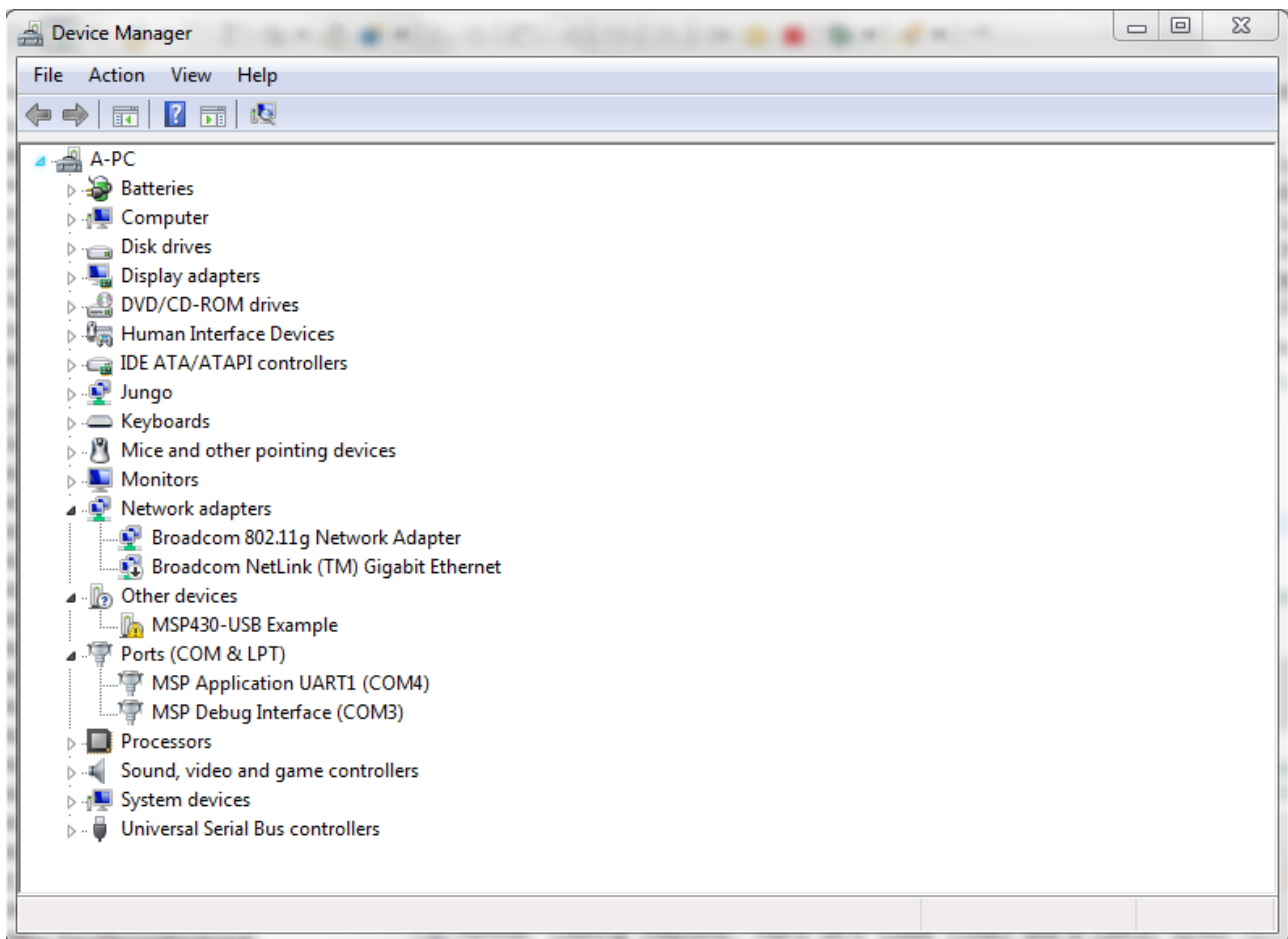 Device Manager
File Action View Help
A-PC
Batteries
Computer
Disk drives
Display adapters
DVD/CD-ROM drives
Human Interface Devices
IDE ATA/ATAPI controllers
Jungo
Keyboards
Mice and other pointing devices
Monitors
Network adapters
Broadcom 802.11g Network Adapter
Broadcom NetLink (TM) Gigabit Ethernet
Other devices
MSP430-USB Example
Ports (COM & LPT)
MSP Application UART1 (COM4)
MSP Debug Interface (COM3)
Processors
Sound, video and game controllers
System devices
Universal Serial Bus controllers